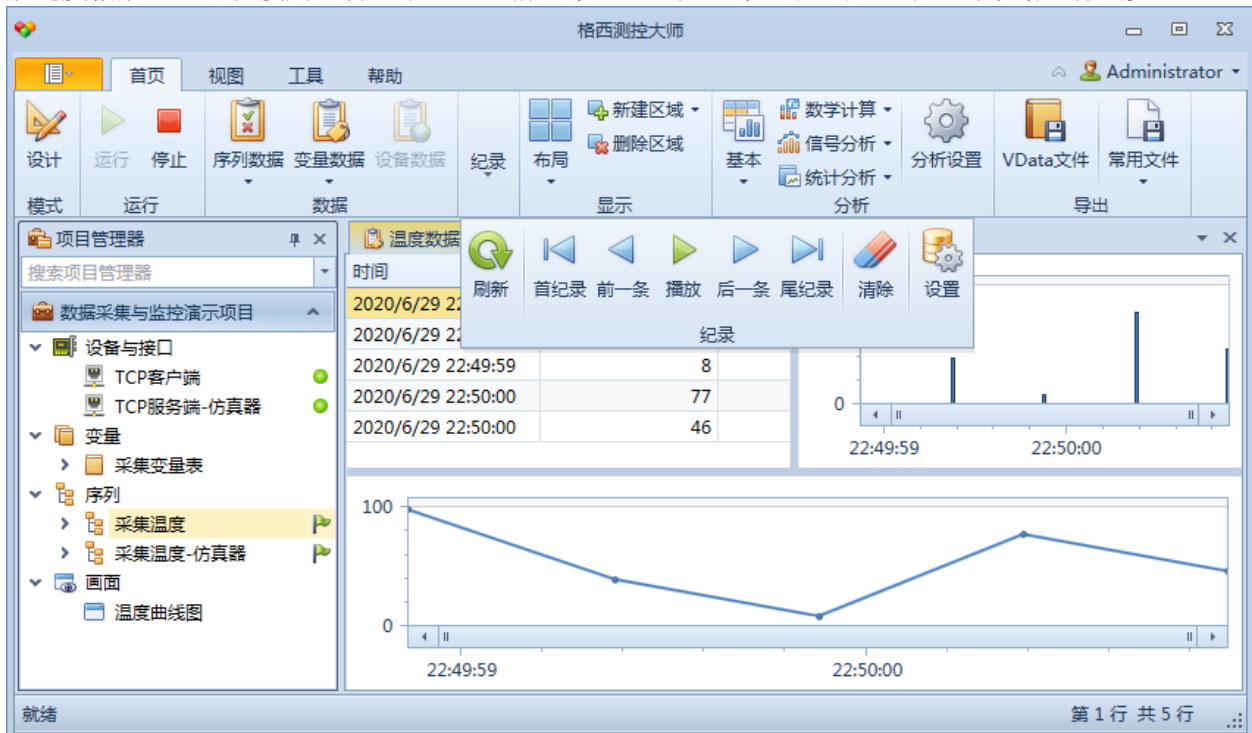 格西测控大师
首页 视图 工具 帮助 Administrator
设计 运行 停止 序列数据 变量数据 设备数据 纪录 布局 新建区域 删除区域 基本 数学计算 信号分析 统计分析 分析设置 VData文件 常用文件
模式 运行 数据 显示 分析 导出
项目管理器 温度数据
搜索项目管理器 时间
刷新 首纪录 前一条 播放 后一条 尾纪录 清除 设置
纪录
数据采集与监控演示项目 2020/6/29 22
2020/6/29 22
设备与接口
TCP客户端 2020/6/29 22:49:59 8
TCP服务端-仿真器 2020/6/29 22:50:00 77
变量 2020/6/29 22:50:00 46
0
22:49:59 22:50:00
采集变量表
序列
采集温度
采集温度-仿真器
画面
温度曲线图
100
0
22:49:59 22:50:00
就绪 第 1 行 共 5 行